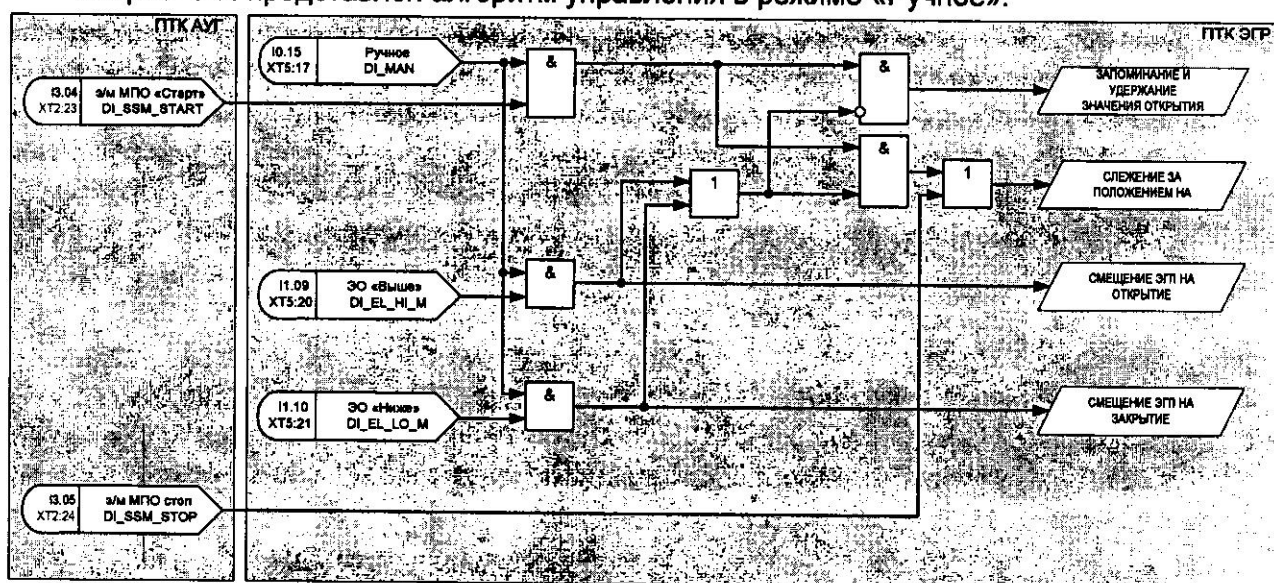 представлен алгоритм управления в режиме «Ручное».
ПТК АУГ
ПТК ЭГР
I0.15
XT5:17
Ручное
DI_MAN
&
&
ЗАПОМИНАНИЕ И
УДЕРЖАНИЕ
ЗНАЧЕНИЯ ОТКРЫТИЯ
I3.04
XT2:23
э/м МПО «Старт»
DI_SSM_START
&
1
1
СЛЕЖЕНИЕ ЗА
ПОЛОЖЕНИЕМ НА
I1.09
XT5:20
ЭО «Выше»
DI_EL_HI_M
&
СМЕЩЕНИЕ ЭГП НА
ОТКРЫТИЕ
I1.10
XT5:21
ЭО «Ниже»
DI_EL_LO_M
&
СМЕЩЕНИЕ ЭГП НА
ЗАКРЫТИЕ
I3.05
XT2:24
э/м МПО стоп
DI_SSM_STOP